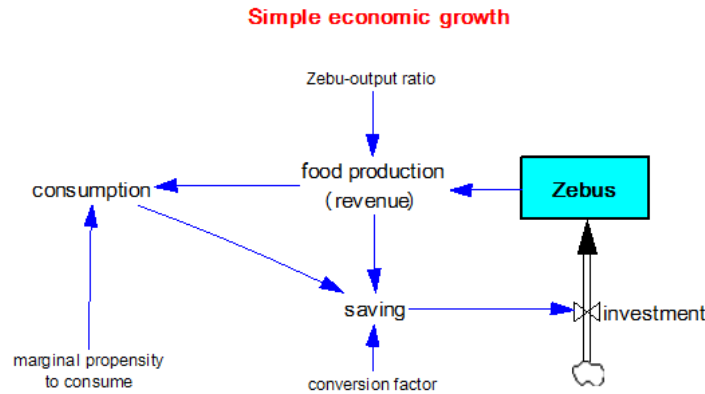 Simple economic growth
Zebu-output ratio
food production
(revenue)
consumption
Zebus
saving
investment
marginal propensity
to consume
conversion factor